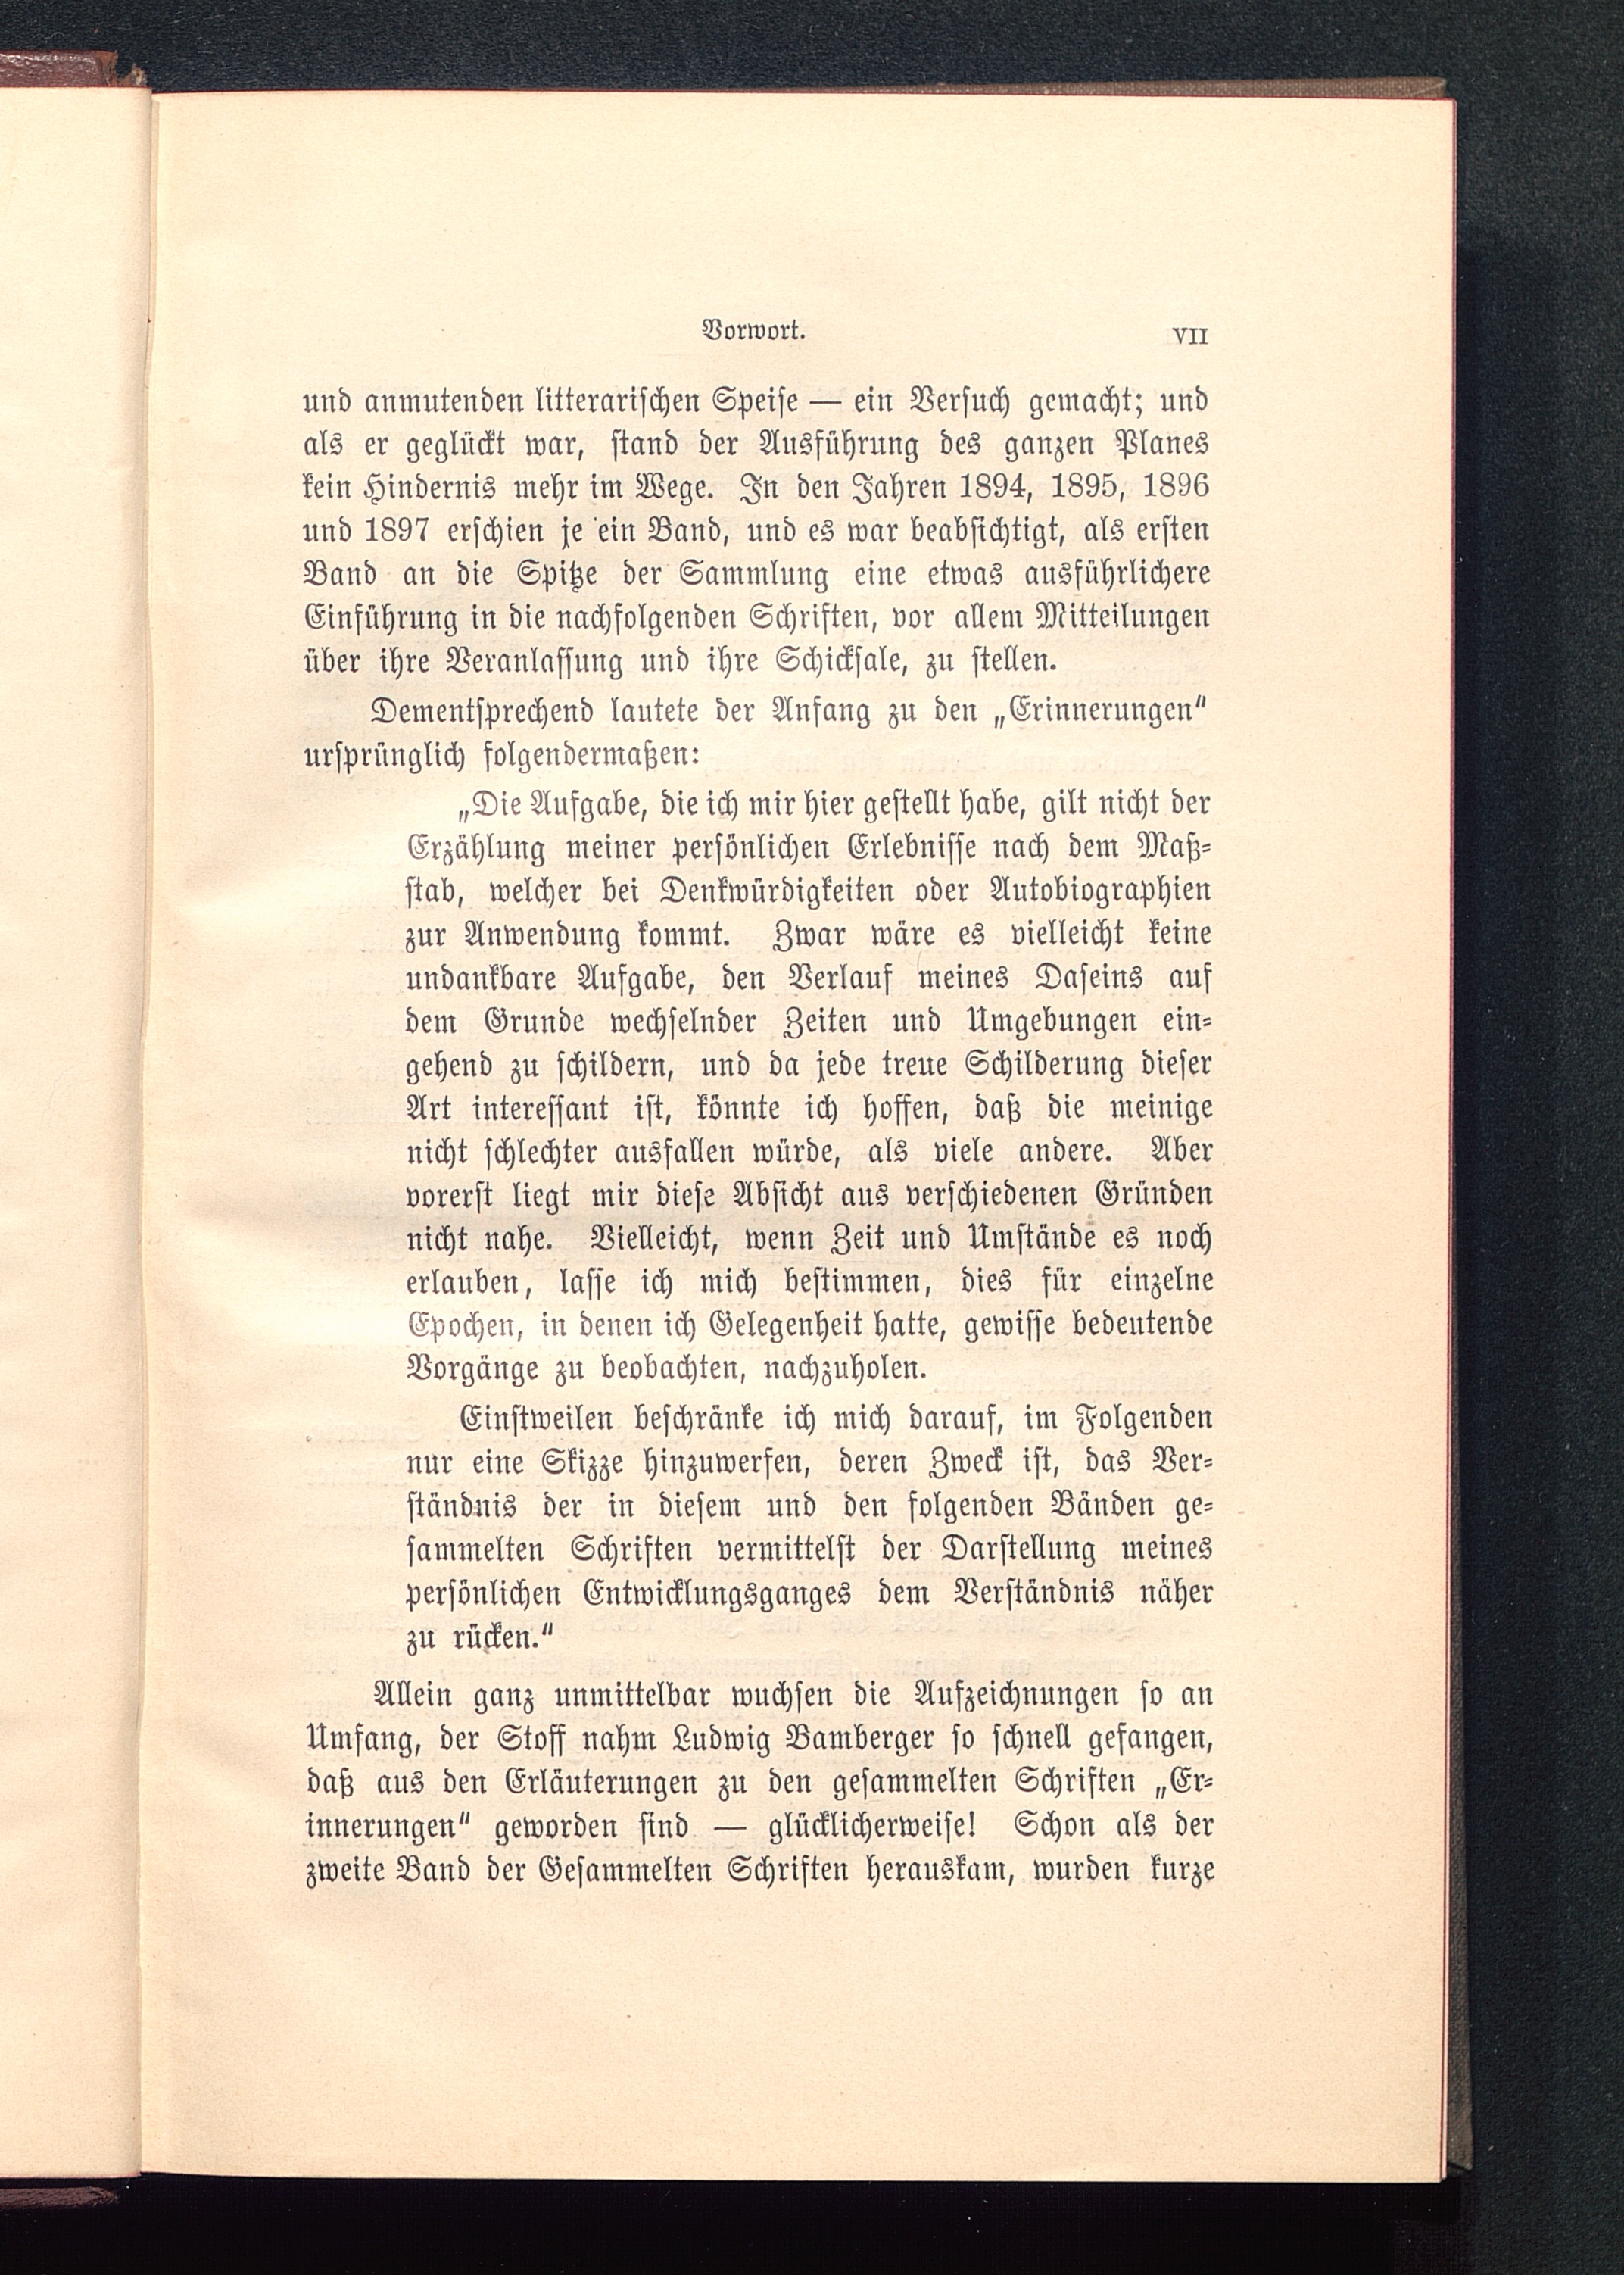 Vorwort. VII
und anmutenden litterarischen Speise — ein Versuch gemacht; und
als er geglückt war, stand der Ausführung des ganzen Planes
kein Hindernis mehr im Wege. In den Jahren 1894, 1895, 1896
und 1897 erschien je ein Band, und es war beabsichtigt, als ersten
Band an die Spitze der Sammlung eine etwas ausführlichere
Einführung in die nachfolgenden Schriften, vor allem Mitteilungen
über ihre Veranlassung und ihre Schicksale, zu stellen.
Dementsprechend lautete der Anfang zu den „Erinnerungen“
ursprünglich folgendermaßen:
„Die Aufgabe, die ich mir hier gestellt habe, gilt nicht der
Erzählung meiner persönlichen Erlebnisse nach dem Maß-
stab, welcher bei Denkwürdigkeiten oder Autobiographien
zur Anwendung kommt. Zwar wäre es vielleicht keine
undankbare Aufgabe, den Verlauf meines Daseins auf
dem Grunde wechselnder Zeiten und Umgebungen ein-
gehend zu schildern, und da jede treue Schilderung dieser
Art interessant ist, könnte ich hoffen, daß die meinige
nicht schlechter ausfallen würde, als viele andere. Aber
vorerst liegt mir diese Absicht aus verschiedenen Gründen
nicht nahe. Vielleicht, wenn Zeit und Umstände es noch
erlauben, lasse ich mich bestimmen, dies für einzelne
Epochen, in denen ich Gelegenheit hatte, gewisse bedeutende
Vorgänge zu beobachten, nachzuholen.
Einstweilen beschränke ich mich darauf, im Folgenden
nur eine Skizze hinzuwerfen, deren Zweck ist, das Ver-
ständnis der in diesem und den folgenden Bänden ge-
sammelten Schriften vermittelst der Darstellung meines
persönlichen Entwicklungsganges dem Verständnis näher
zu rücken.“
Allein ganz unmittelbar wuchsen die Aufzeichnungen so an
Umfang, der Stoff nahm Ludwig Bamberger so schnell gefangen,
daß aus den Erläuterungen zu den gesammelten Schriften „Er-
innerungen“ geworden sind — glücklicherweise! Schon als der
zweite Band der Gesammelten Schriften herauskam, wurden kurze